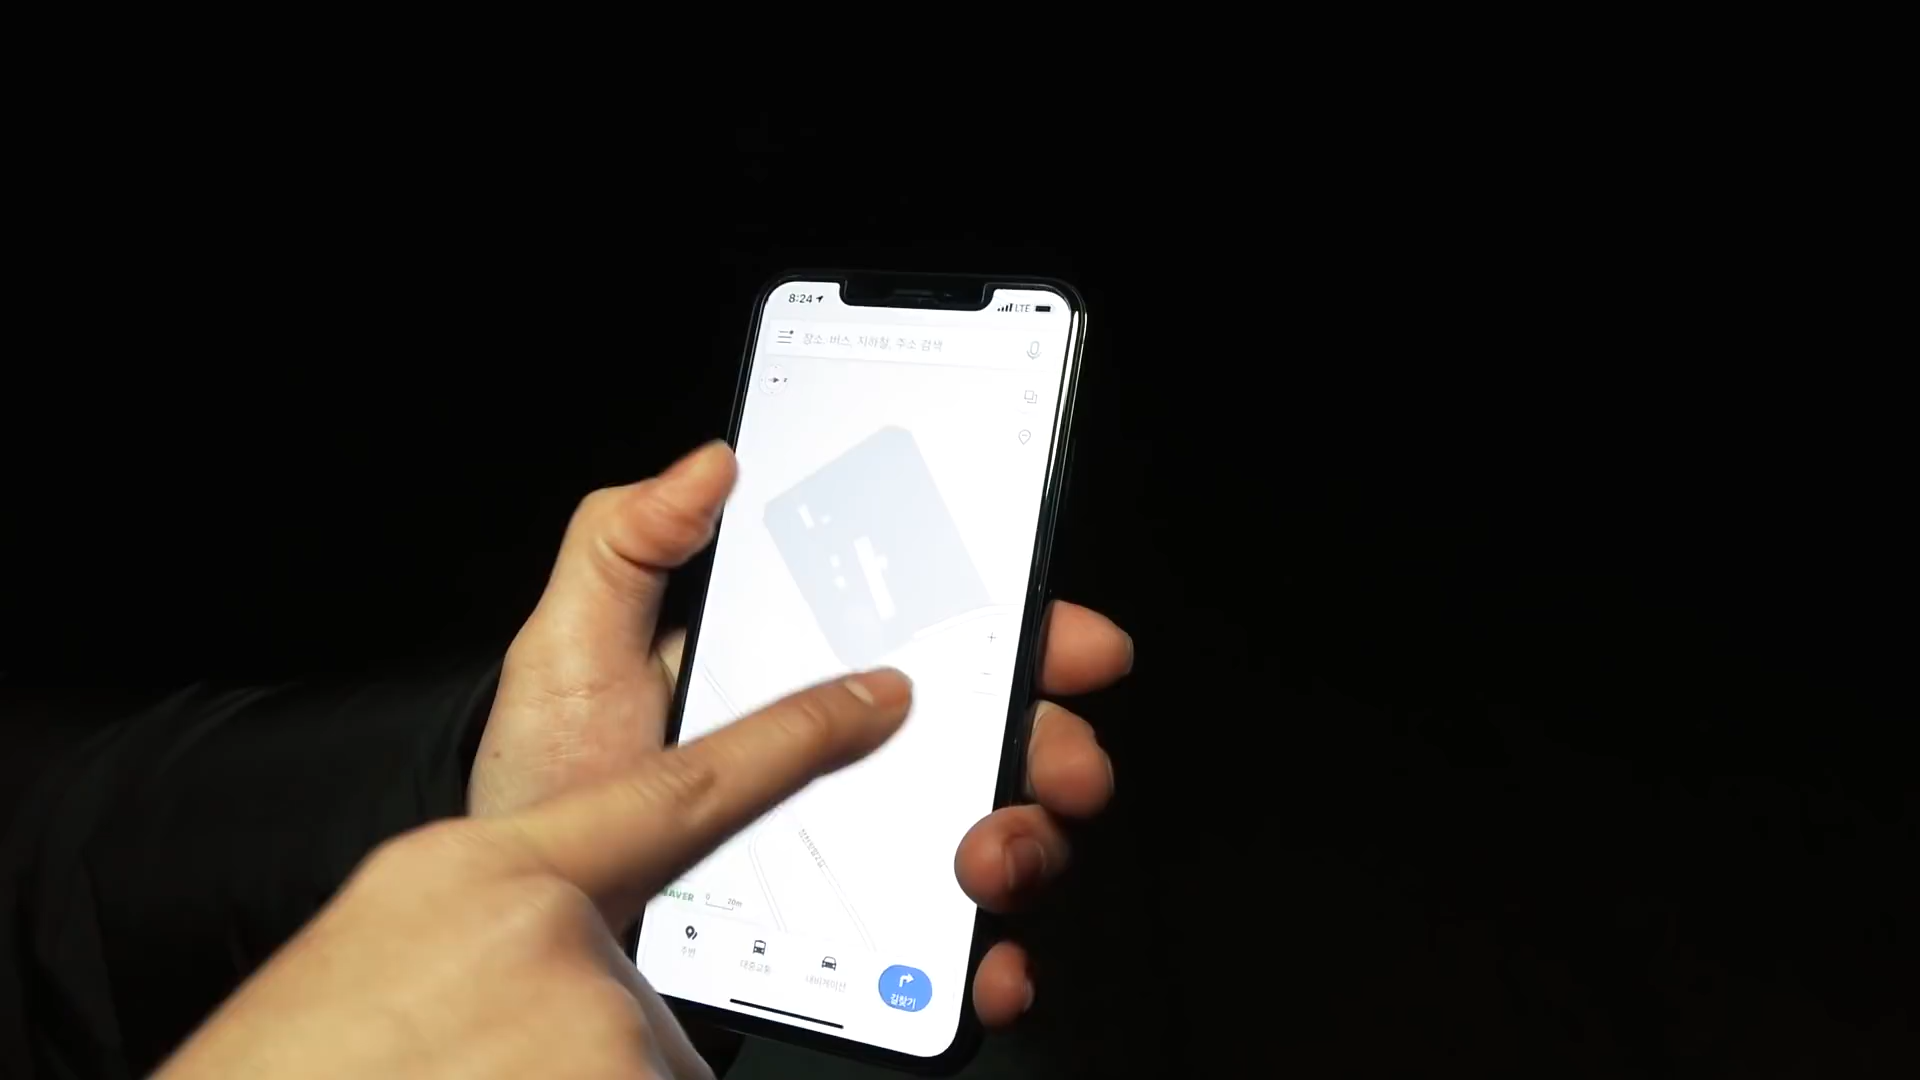 8:24
LTE
장소, 버스, 지하철, 주소 검색
NAVER
0 20m
주변
대중교통
내비게이션
길찾기